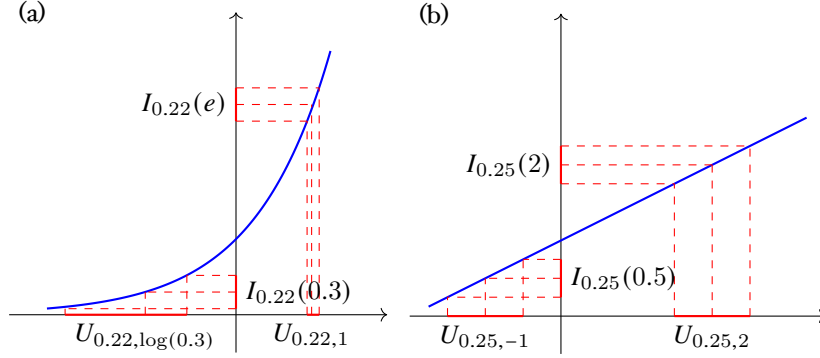 (a)
I_{0.22}(e)
I_{0.22}(0.3)
U_{0.22,log(0.3)}
U_{0.22,1}
(b)
I_{0.25}(2)
I_{0.25}(0.5)
U_{0.25,-1}
U_{0.25,2}